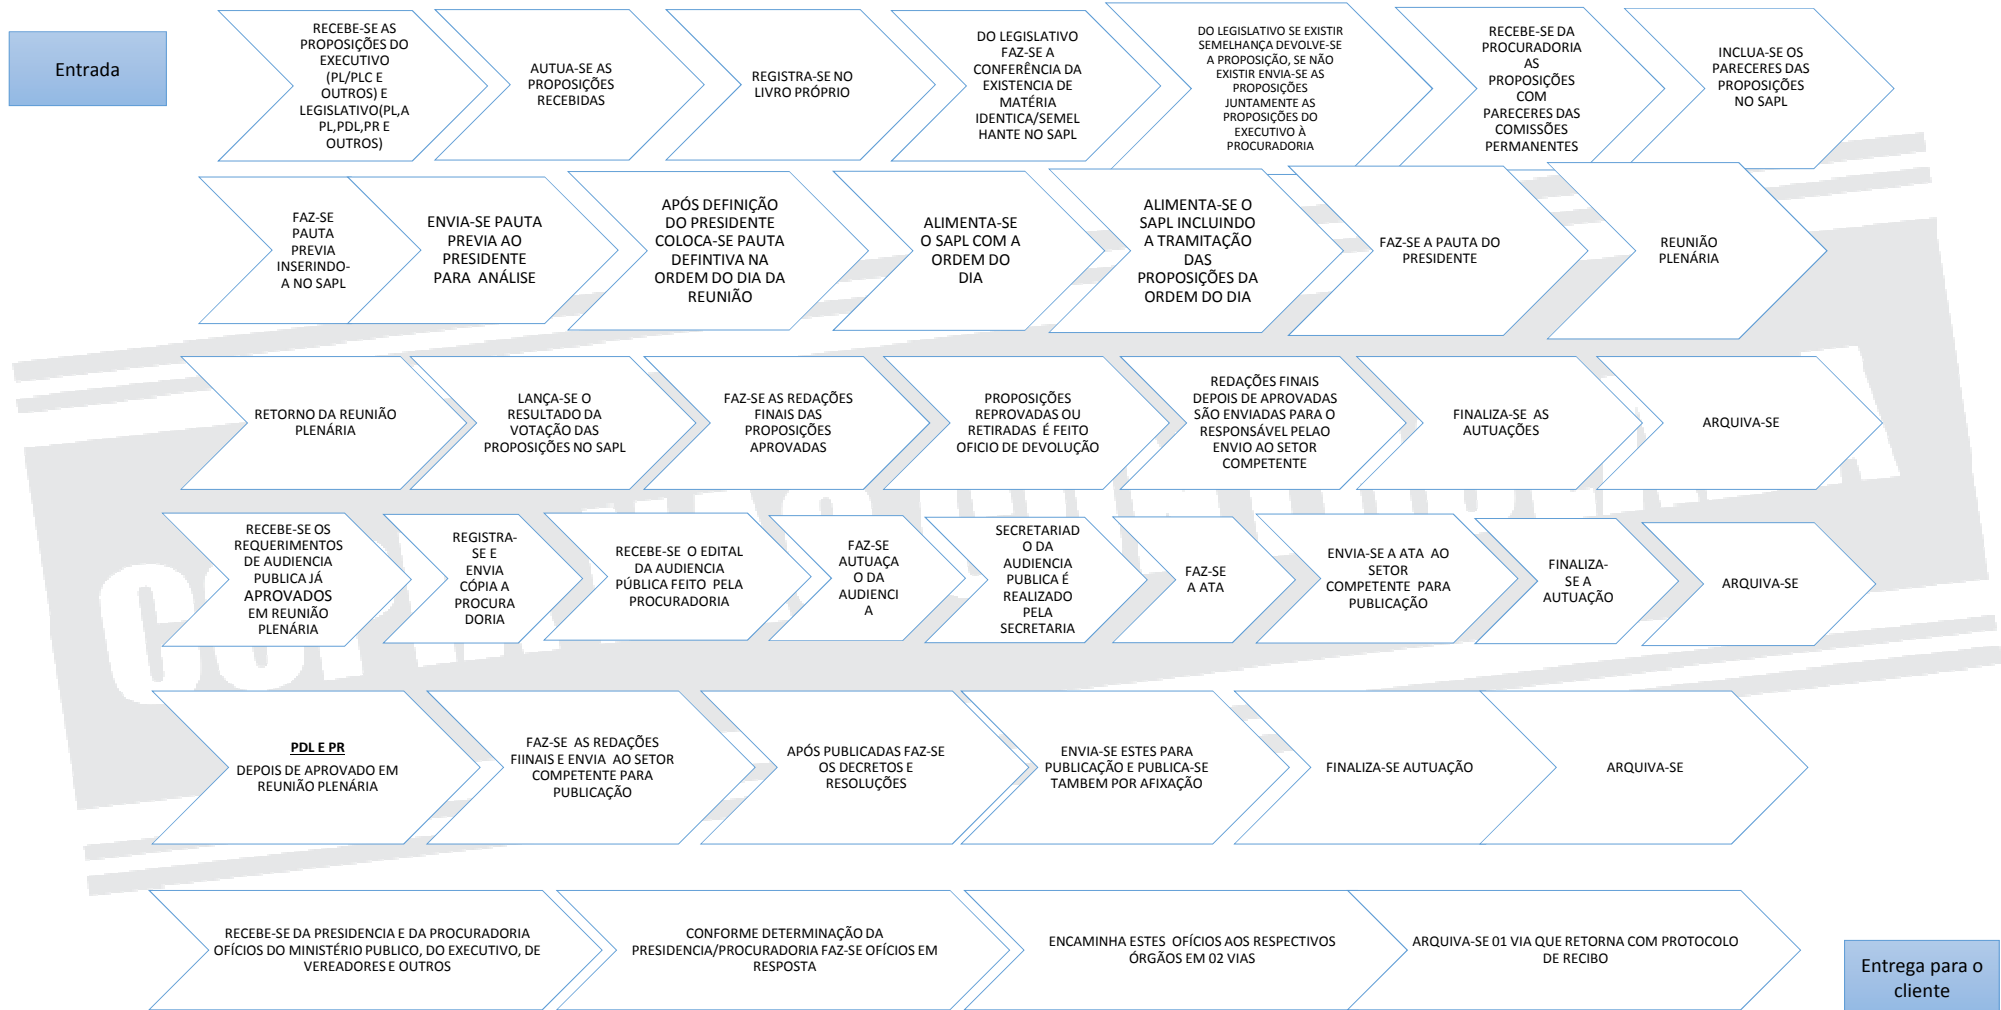 Entrada
RECEBE-SE AS
PROPOSIÇÕES DO
EXECUTIVO
(PL/PLC E
OUTROS) E
LEGISLATIVO(PL,A
PL,PDL,PR E
OUTROS)
AUTUA-SE AS
PROPOSIÇÕES
RECEBIDAS
REGISTRA-SE NO
LIVRO PRÓPRIO
DO LEGISLATIVO
FAZ-SE A
CONFERÊNCIA DA
EXISTENCIA DE
MATÉRIA
IDENTICA/SEMEL
HANTE NO SAPL
DO LEGISLATIVO SE EXISTIR
SEMELHANÇA DEVOLVE-SE
A PROPOSIÇÃO, SE NÃO
EXISTIR ENVIA-SE AS
PROPOSIÇÕES
JUNTAMENTE AS
PROPOSIÇÕES DO
EXECUTIVO À
PROCURADORIA
RECEBE-SE DA
PROCURADORIA
AS
PROPOSIÇÕES
COM
PARECERES DAS
COMISSÕES
PERMANENTES
INCLUA-SE OS
PARECERES DAS
PROPOSIÇÕES
NO SAPL
FAZ-SE
PAUTA
PREVIA
INSERINDO-
A NO SAPL
ENVIA-SE PAUTA
PREVIA AO
PRESIDENTE
PARA ANÁLISE
APÓS DEFINIÇÃO
DO PRESIDENTE
COLOCA-SE PAUTA
DEFINTIVA NA
ORDEM DO DIA DA
REUNIÃO
ALIMENTA-SE
O SAPL COM A
ORDEM DO
DIA
ALIMENTA-SE O
SAPL INCLUINDO
A TRAMITAÇÃO
DAS
PROPOSIÇÕES DA
ORDEM DO DIA
FAZ-SE A PAUTA DO
PRESIDENTE
REUNIÃO
PLENÁRIA
RETORNO DA REUNIÃO
PLENÁRIA
LANÇA-SE O
RESULTADO DA
VOTAÇÃO DAS
PROPOSIÇÕES NO SAPL
FAZ-SE AS REDAÇÕES
FINAIS DAS
PROPOSIÇÕES
APROVADAS
PROPOSIÇÕES
REPROVADAS OU
RETIRADAS É FEITO
OFICIO DE DEVOLUÇÃO
REDAÇÕES FINAIS
DEPOIS DE APROVADAS
SÃO ENVIADAS PARA O
RESPONSÁVEL PELAO
ENVIO AO SETOR
COMPETENTE
FINALIZA-SE AS
AUTUAÇÕES
ARQUIVA-SE
RECEBE-SE OS
REQUERIMENTOS
DE AUDIENCIA
PUBLICA JÁ
APROVADOS
EM REUNIÃO
PLENÁRIA
REGISTRA-
SE E
ENVIA
CÓPIA A
PROCURA
DORIA
RECEBE-SE O EDITAL
DA AUDIENCIA
PÚBLICA FEITO PELA
PROCURADORIA
FAZ-SE
AUTUAÇA
O DA
AUDIENCI
A
SECRETARIAD
O DA
AUDIENCIA
PUBLICA É
REALIZADO
PELA
SECRETARIA
FAZ-SE
A ATA
ENVIA-SE A ATA AO
SETOR
COMPETENTE PARA
PUBLICAÇÃO
FINALIZA-
SE A
AUTUAÇÃO
ARQUIVA-SE
PDL E PR
DEPOIS DE APROVADO EM
REUNIÃO PLENÁRIA
FAZ-SE AS REDAÇÕES
FIINAIS E ENVIA AO SETOR
COMPETENTE PARA
PUBLICAÇÃO
APÓS PUBLICADAS FAZ-SE
OS DECRETOS E
RESOLUÇÕES
ENVIA-SE ESTES PARA
PUBLICAÇÃO E PUBLICA-SE
TAMBEM POR AFIXAÇÃO
FINALIZA-SE AUTUAÇÃO
ARQUIVA-SE
RECEBE-SE DA PRESIDENCIA E DA PROCURADORIA
OFÍCIOS DO MINISTÉRIO PUBLICO, DO EXECUTIVO, DE
VEREADORES E OUTROS
CONFORME DETERMINAÇÃO DA
PRESIDENCIA/PROCURADORIA FAZ-SE OFÍCIOS EM
RESPOSTA
ENCAMINHA ESTES OFÍCIOS AOS RESPECTIVOS
ÓRGÃOS EM 02 VIAS
ARQUIVA-SE 01 VIA QUE RETORNA COM PROTOCOLO
DE RECIBO
Entrega para o
cliente